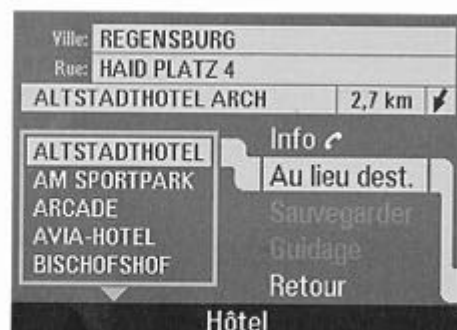 Ville: REGENSBURG
Rue: HAID PLATZ 4
ALTSTADTHOTEL ARCH 2,7 km
ALTSTADTHOTEL
AM SPORTPARK
ARCADE
AVIA-HOTEL
BISCHOFSHOF
Info
Au lieu dest.
Sauvegarder
Guidage
Retour
Hôtel